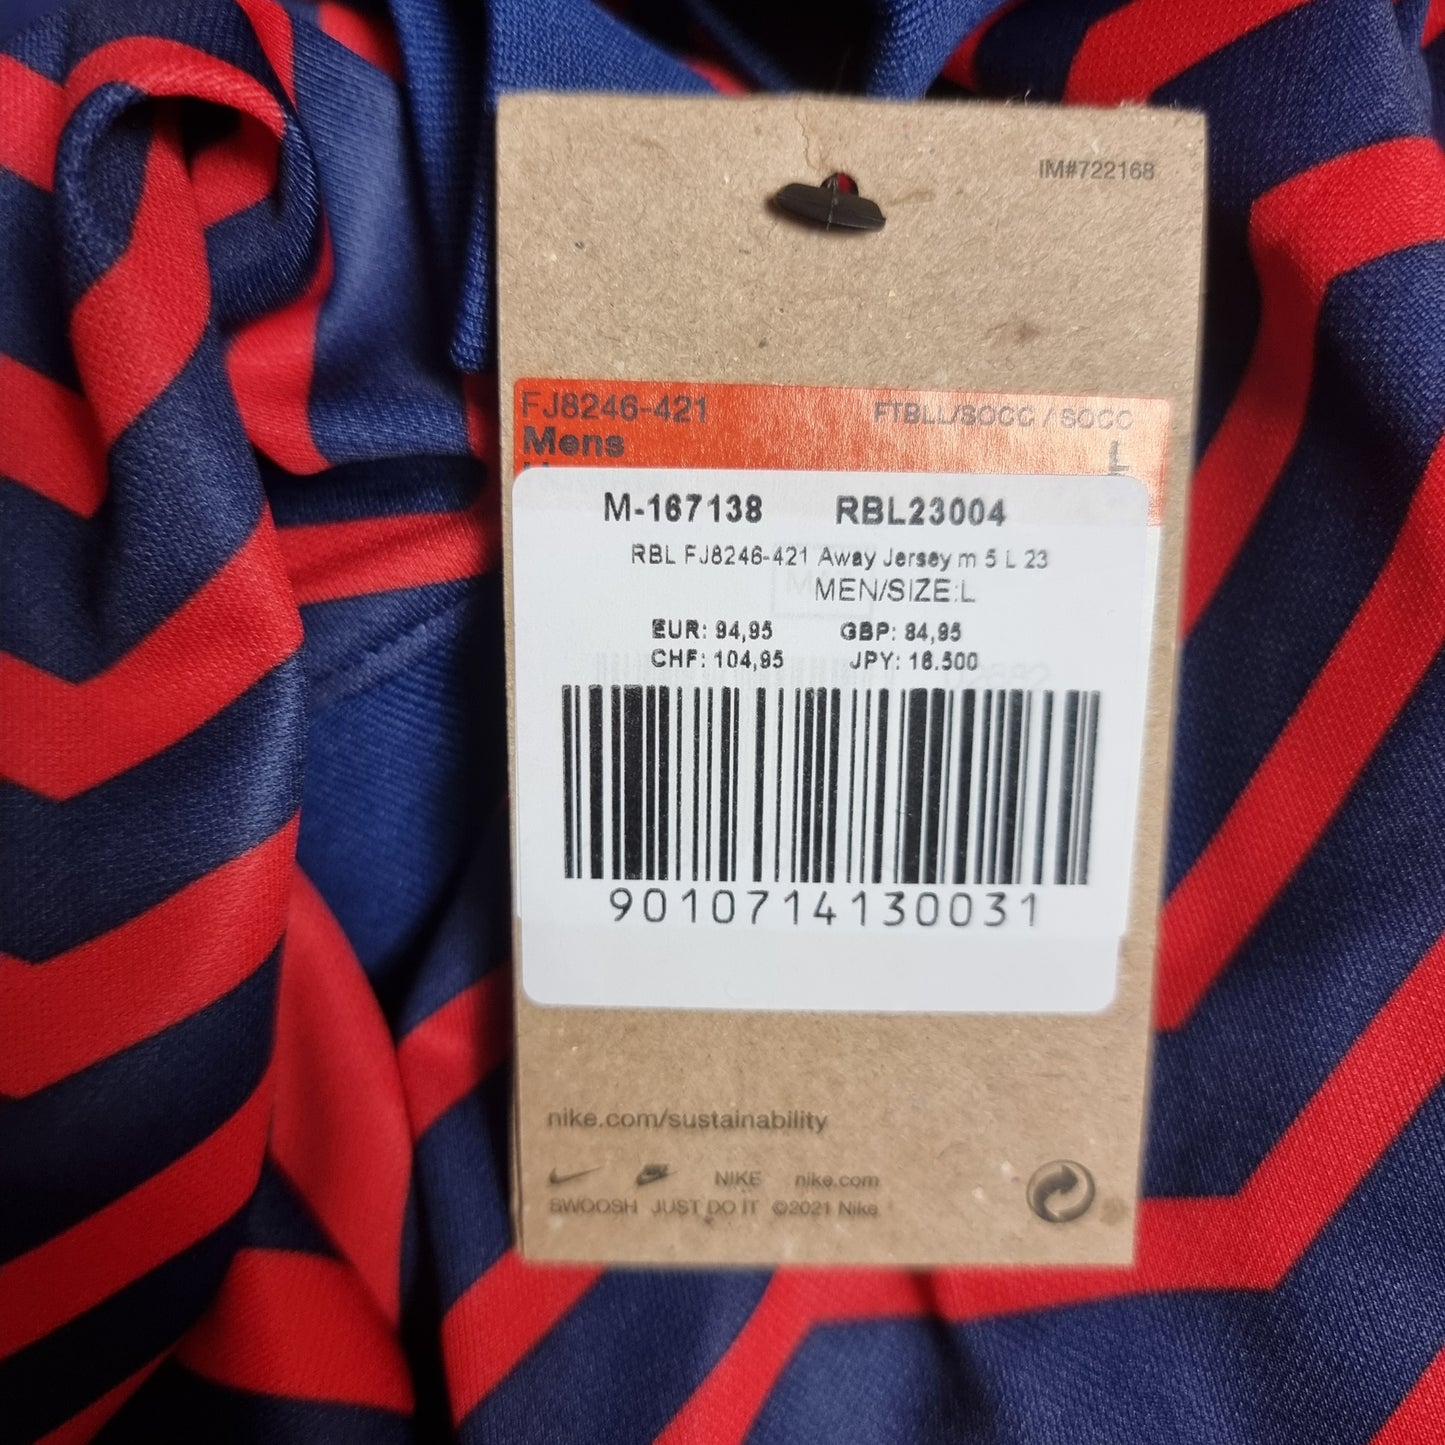 IM#722168
FJ8246-421 FTBLL/SOCC / SOCC
Mens L
M-167138 RBL23004
RBL FJ8246-421 Away Jersey m 5 L 23
MEN/SIZE:L
EUR: 94,95 GBP: 84,95
CHF: 104,95 JPY: 16.500
9010714130031
nike.com/sustainability
NIKE nike.com
SWOOSH JUST DO IT ©2021 Nike